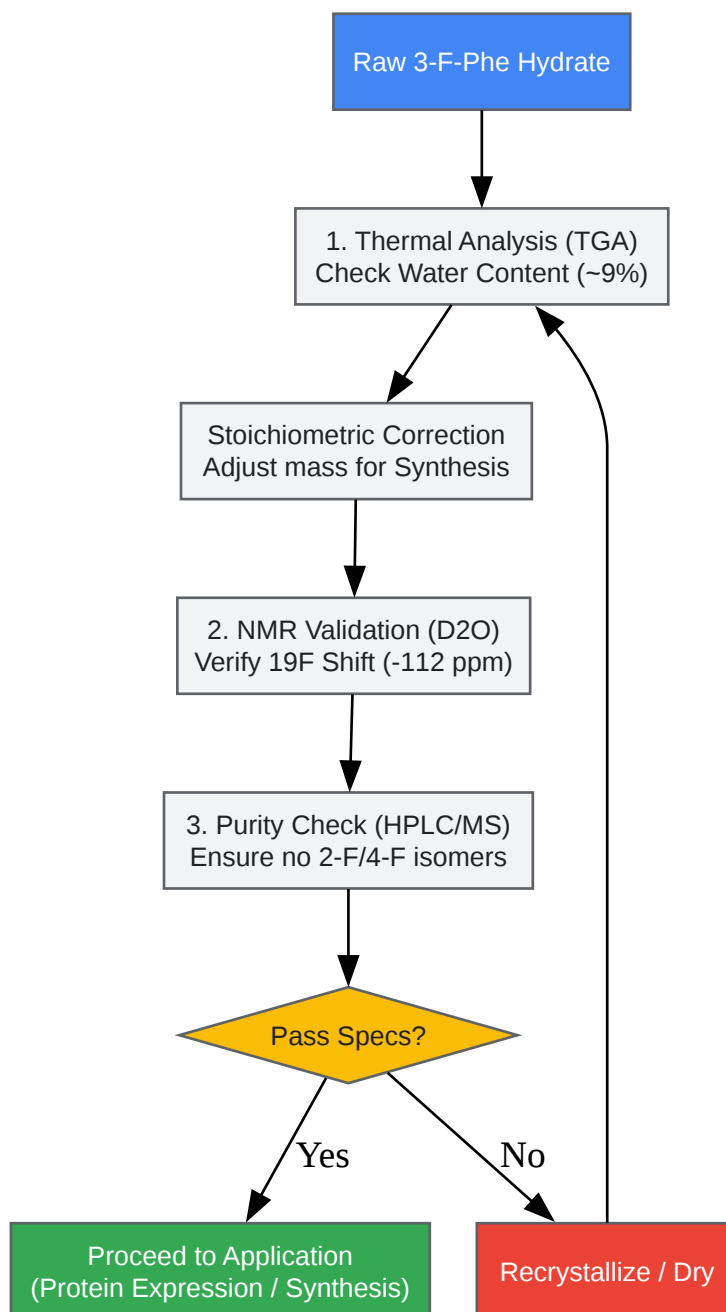 Raw 3-F-Phe Hydrate
1. Thermal Analysis (TGA)
Check Water Content (~9%)
Stoichiometric Correction
Adjust mass for Synthesis
2. NMR Validation (D2O)
Verify 19F Shift (-112 ppm)
3. Purity Check (HPLC/MS)
Ensure no 2-F/4-F isomers
Pass Specs?
Yes
No
Proceed to Application
(Protein Expression / Synthesis)
Recrystallize / Dry